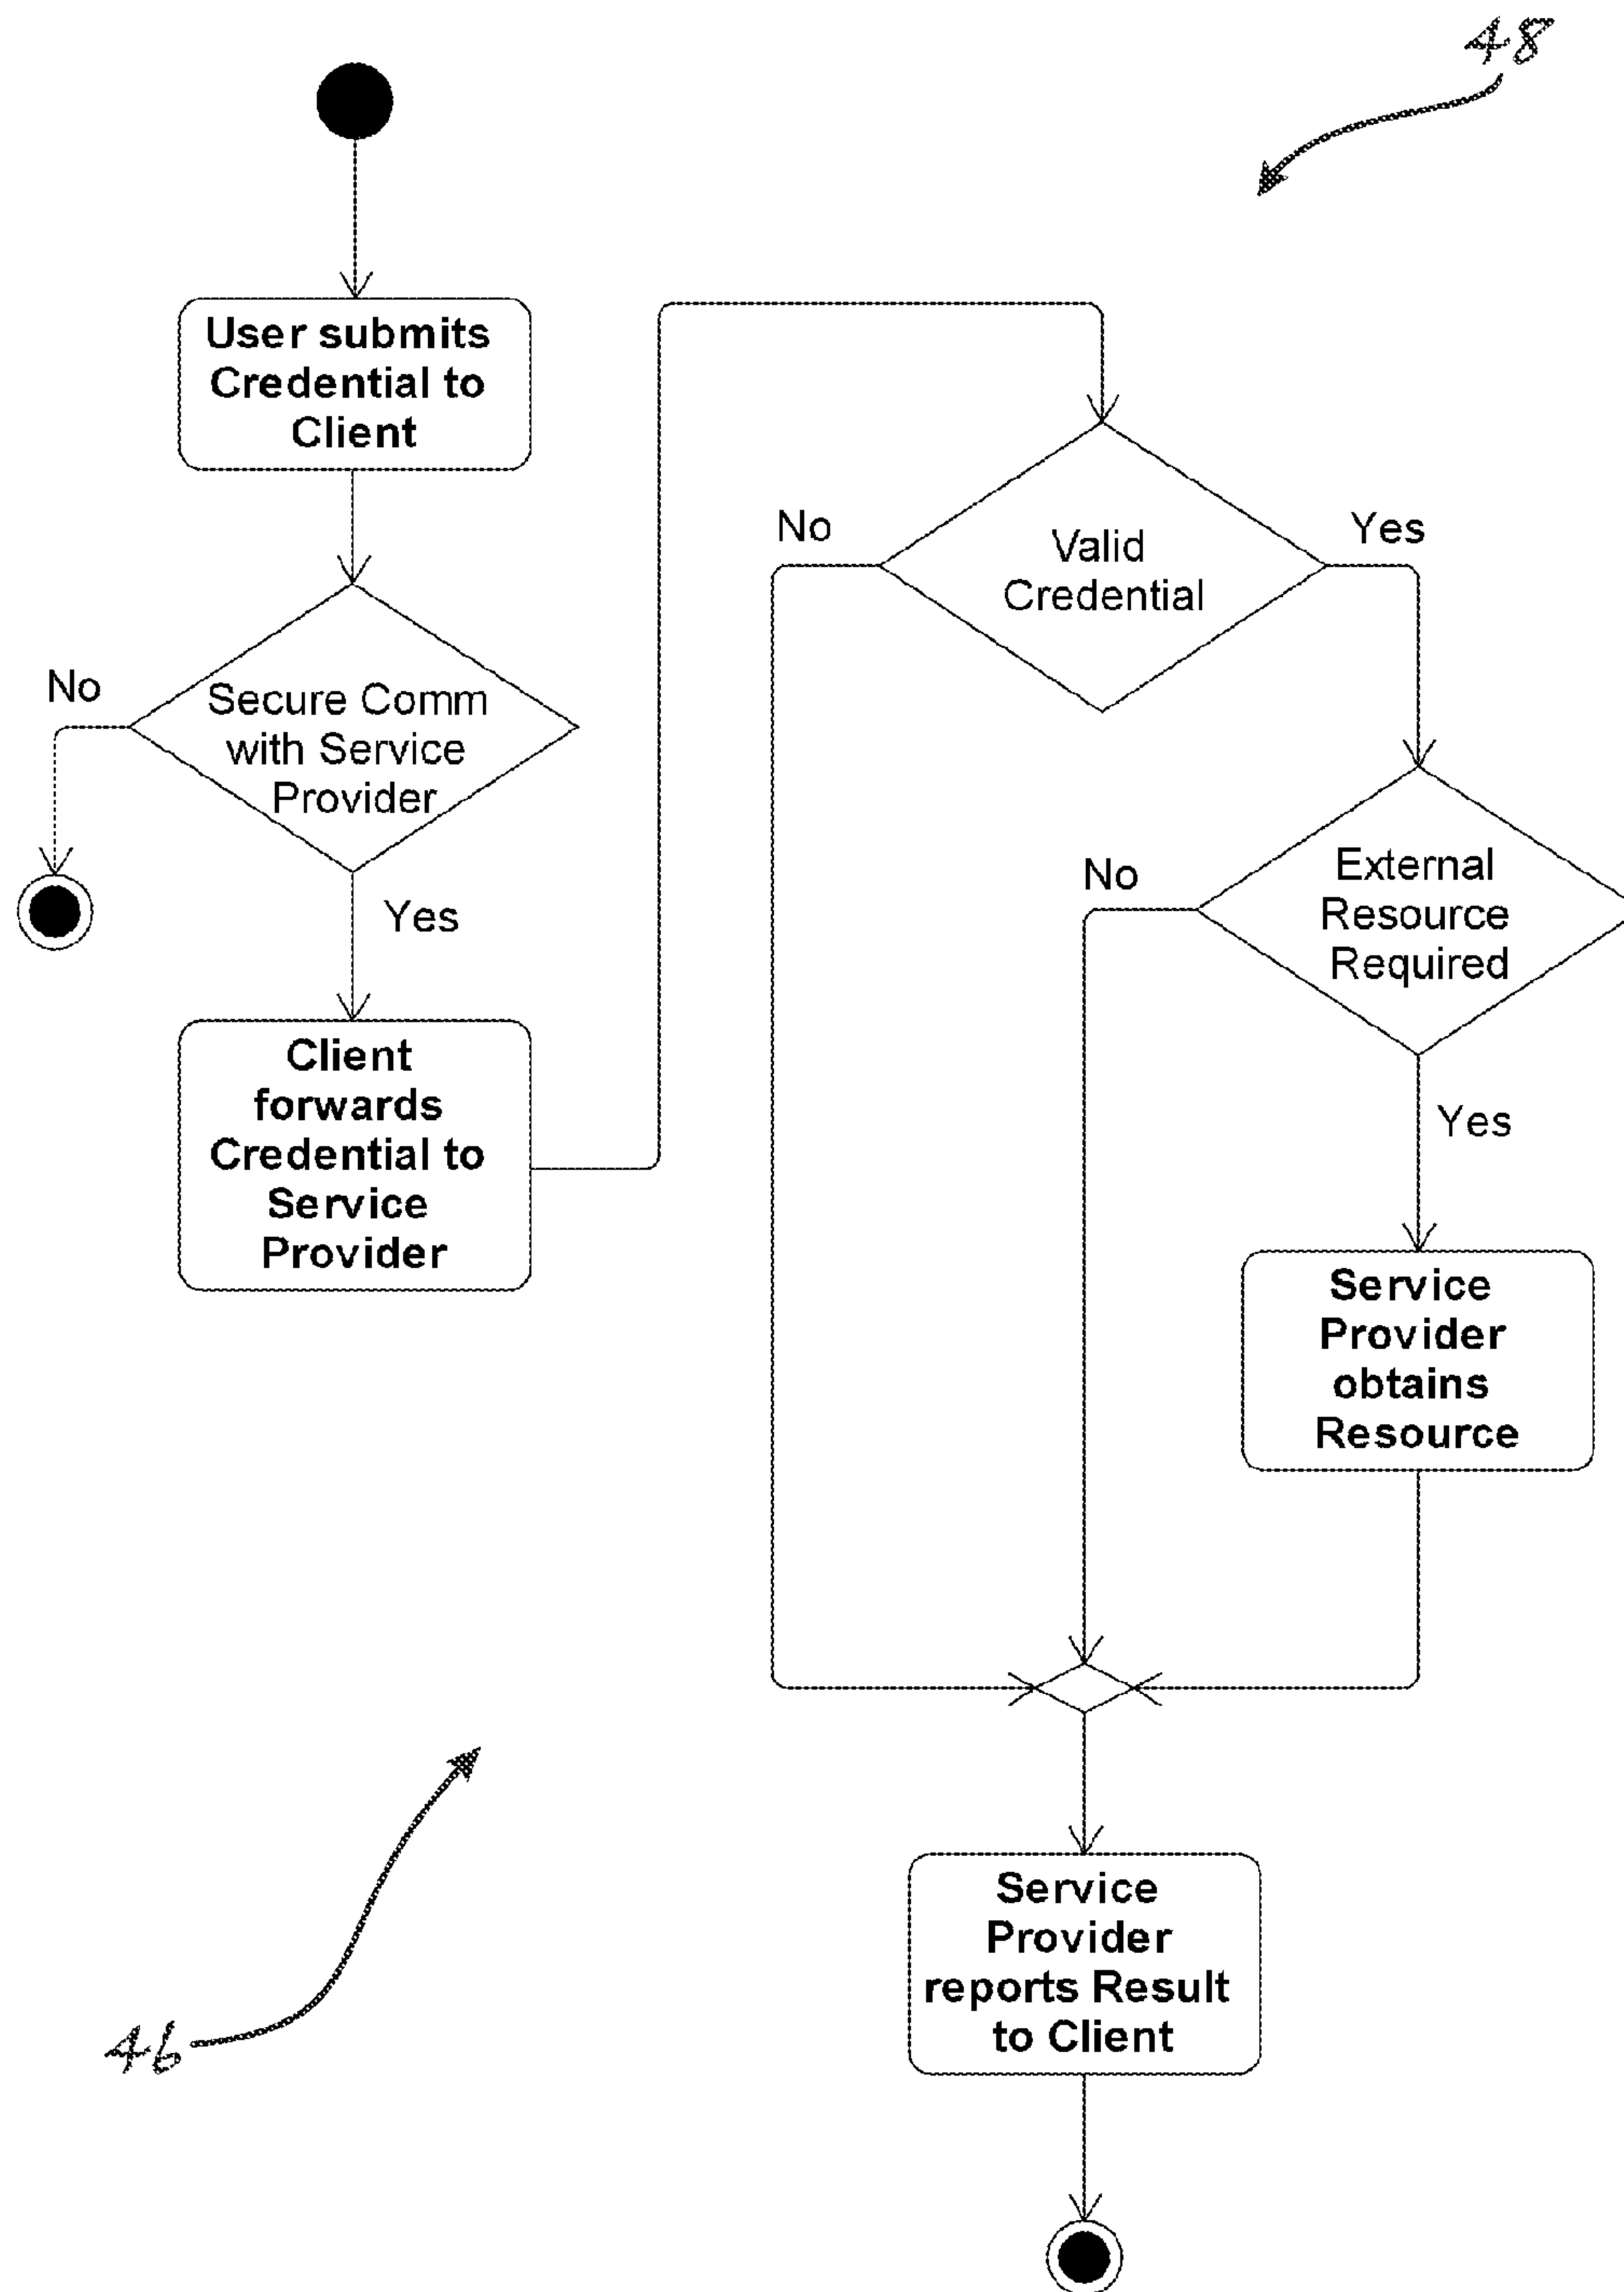 48
User submits
Credential to
Client
No
Secure Comm
with Service
Provider
Yes
Client
forwards
Credential to
Service
Provider
No
Valid
Credential
Yes
No
External
Resource
Required
Yes
Service
Provider
obtains
Resource
Service
Provider
reports Result
to Client
46